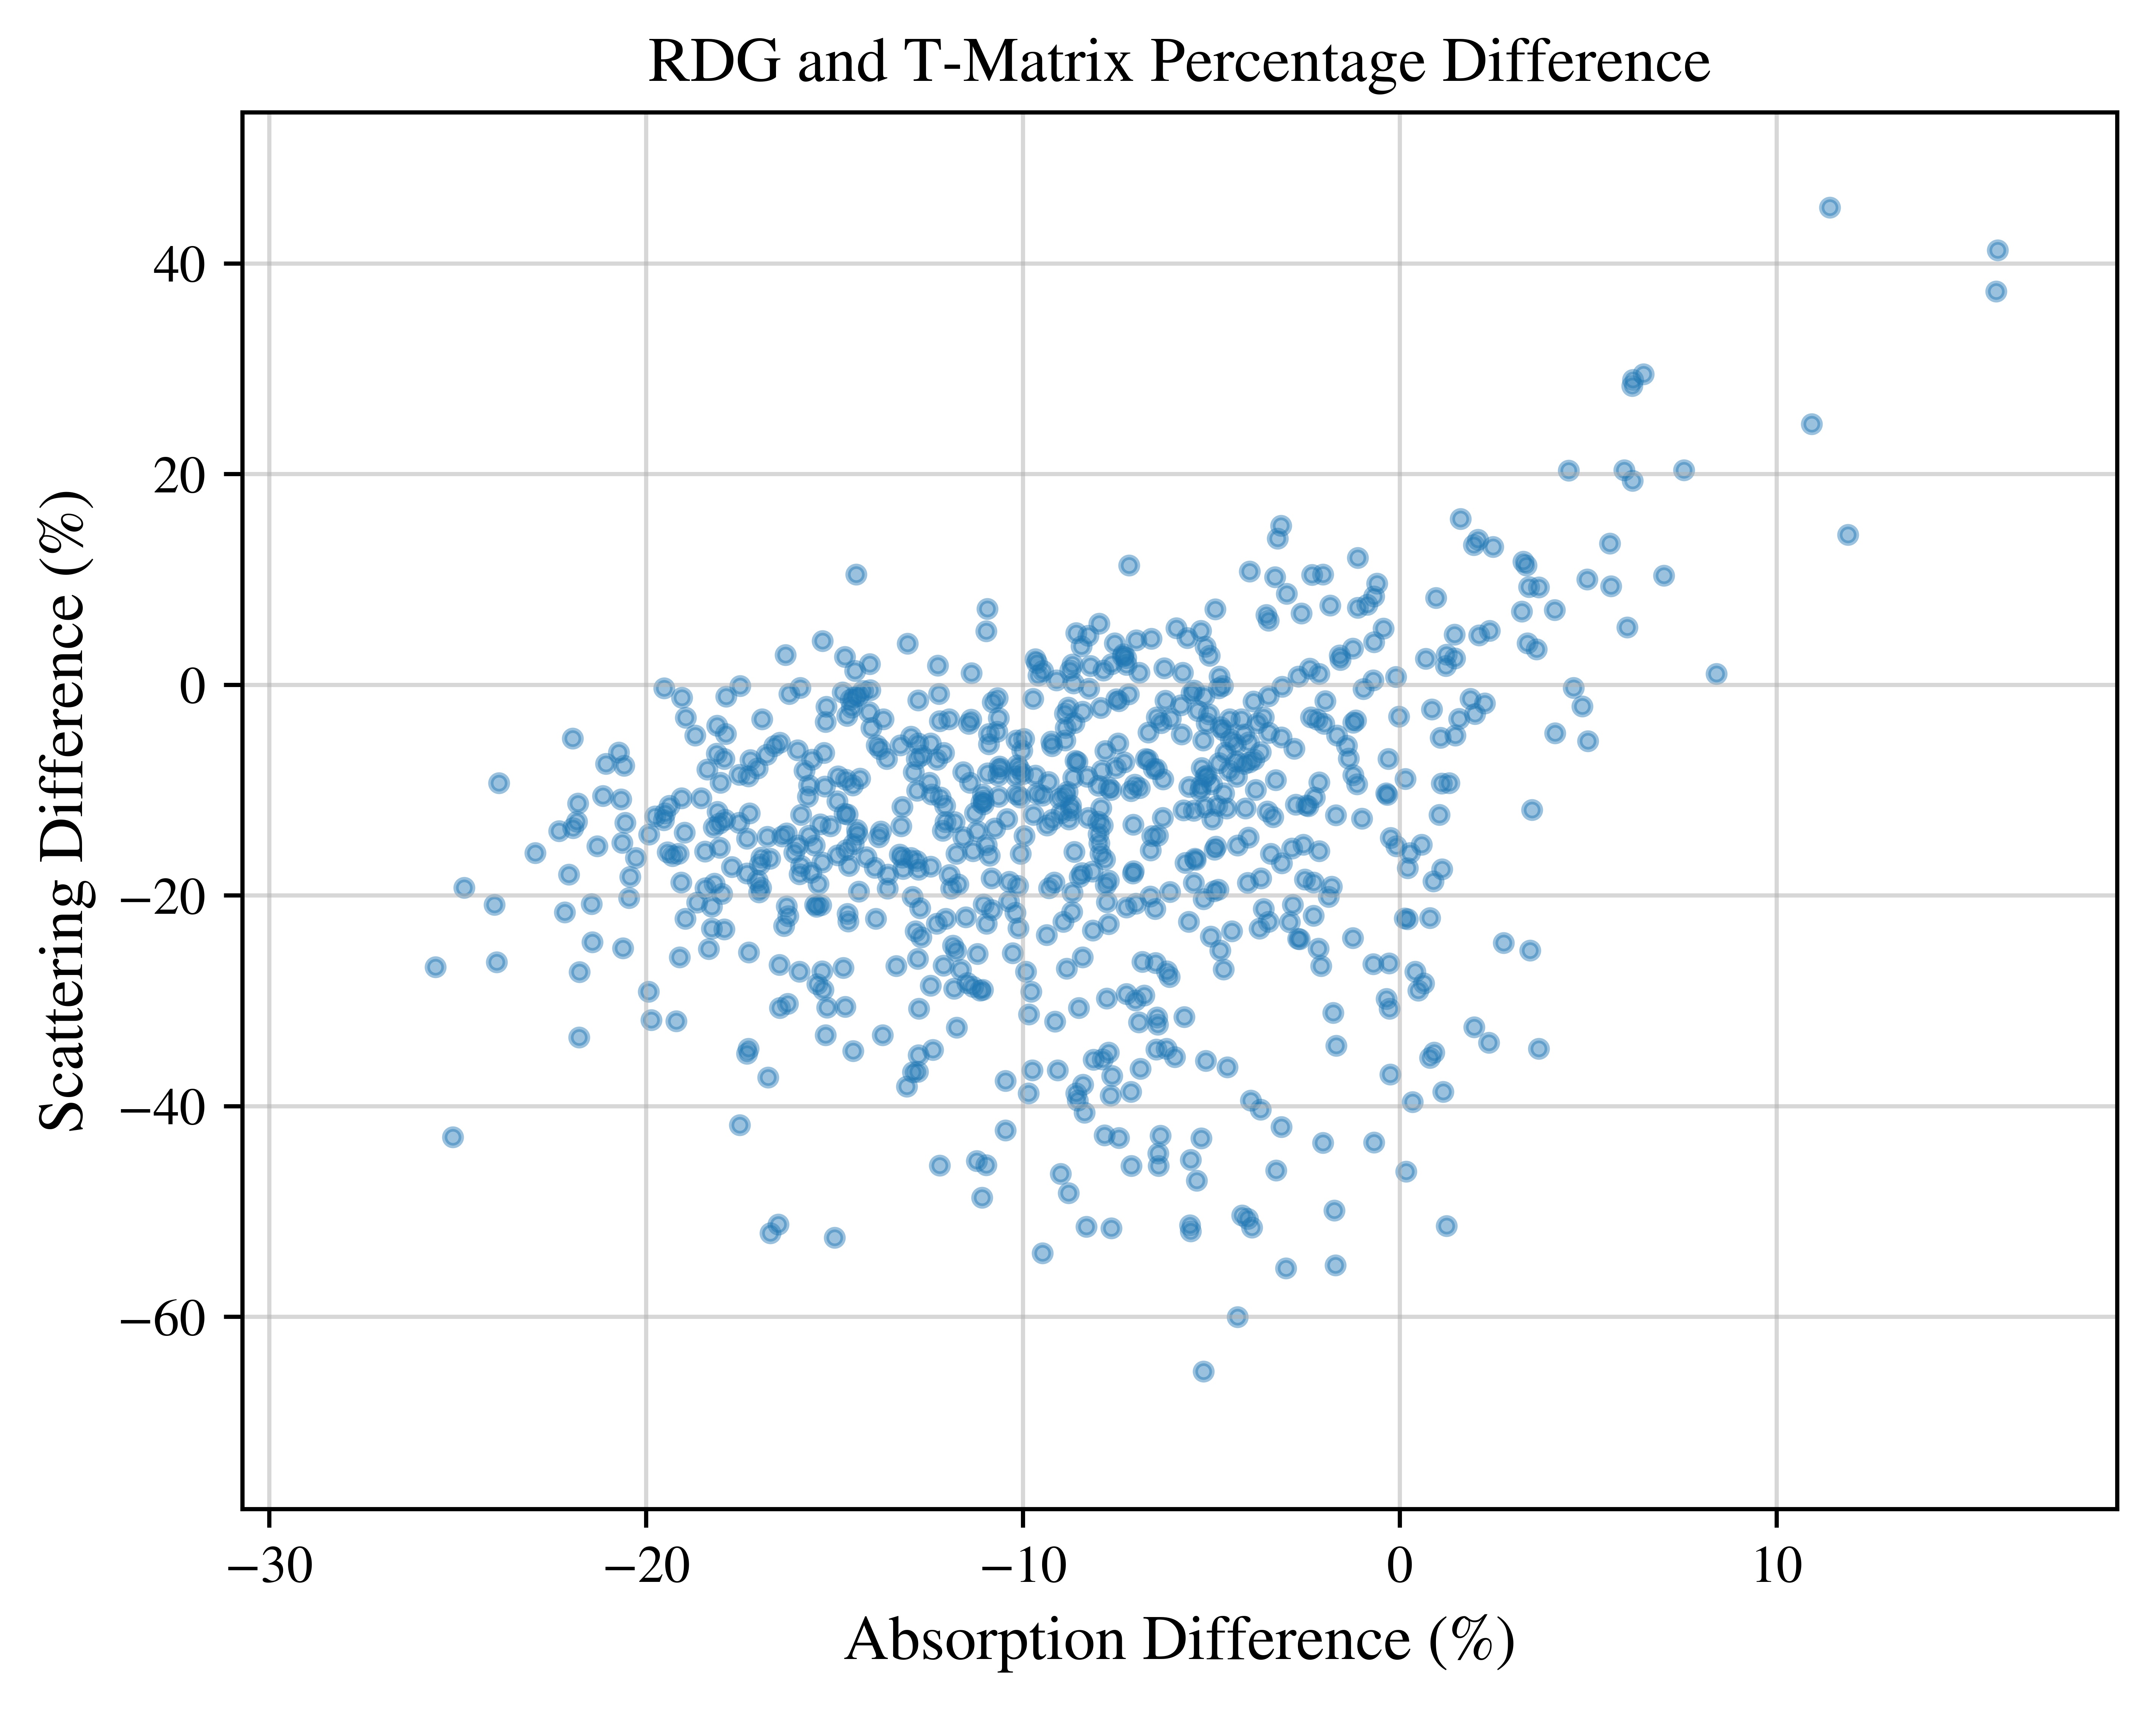 RDG and T-Matrix Percentage Difference
Scattering Difference (%)
40
20
0
−20
−40
−60
−30 −20 −10 0 10
Absorption Difference (%)